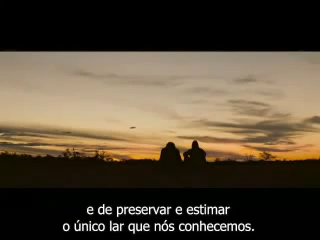 e de preservar e estimar
o único lar que nós conhecemos.